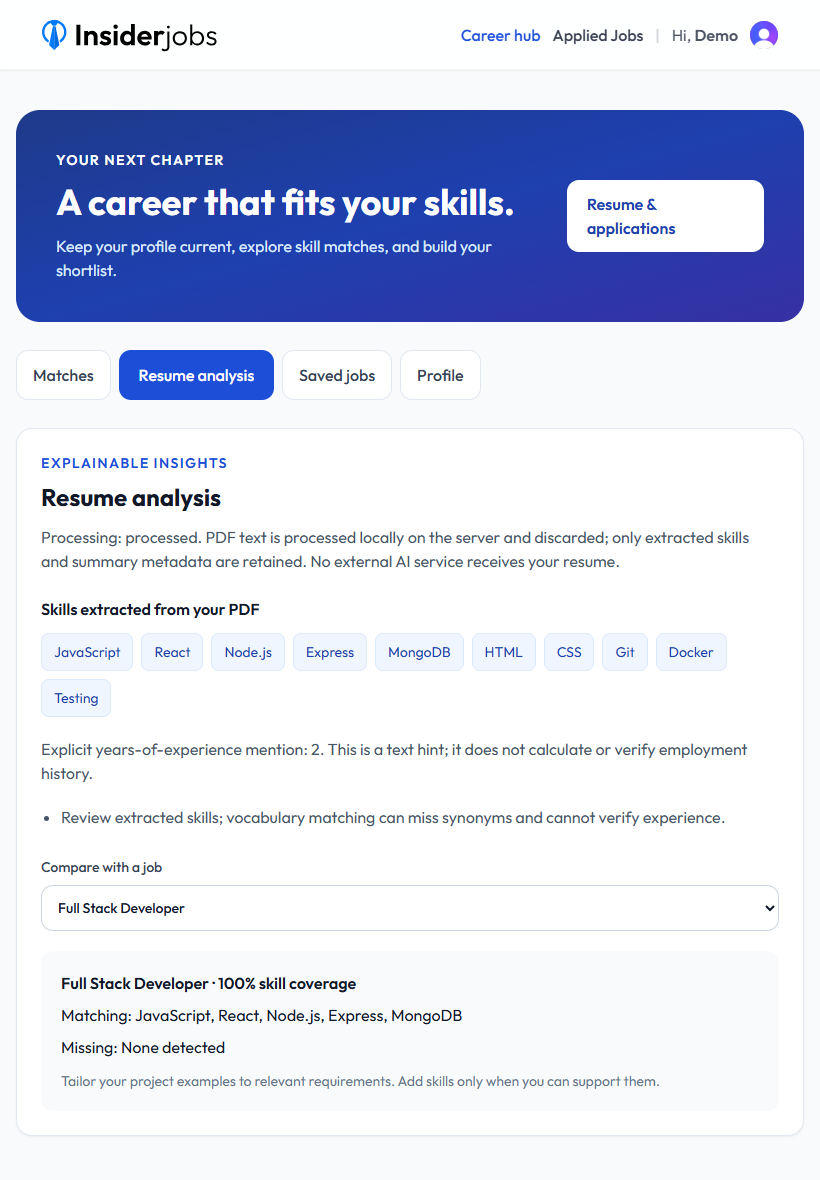 Insiderjobs
Career hub Applied Jobs | Hi, Demo
YOUR NEXT CHAPTER
A career that fits your skills.
Keep your profile current, explore skill matches, and build your
shortlist.
Resume &
applications
Matches
Resume analysis
Saved jobs
Profile
EXPLAINABLE INSIGHTS
Resume analysis
Processing: processed. PDF text is processed locally on the server and discarded; only extracted skills
and summary metadata are retained. No external AI service receives your resume.
Skills extracted from your PDF
JavaScript React Node.js Express MongoDB HTML CSS Git Docker
Testing
Explicit years-of-experience mention: 2. This is a text hint; it does not calculate or verify employment
history.
• Review extracted skills; vocabulary matching can miss synonyms and cannot verify experience.
Compare with a job
Full Stack Developer
Full Stack Developer · 100% skill coverage
Matching: JavaScript, React, Node.js, Express, MongoDB
Missing: None detected
Tailor your project examples to relevant requirements. Add skills only when you can support them.